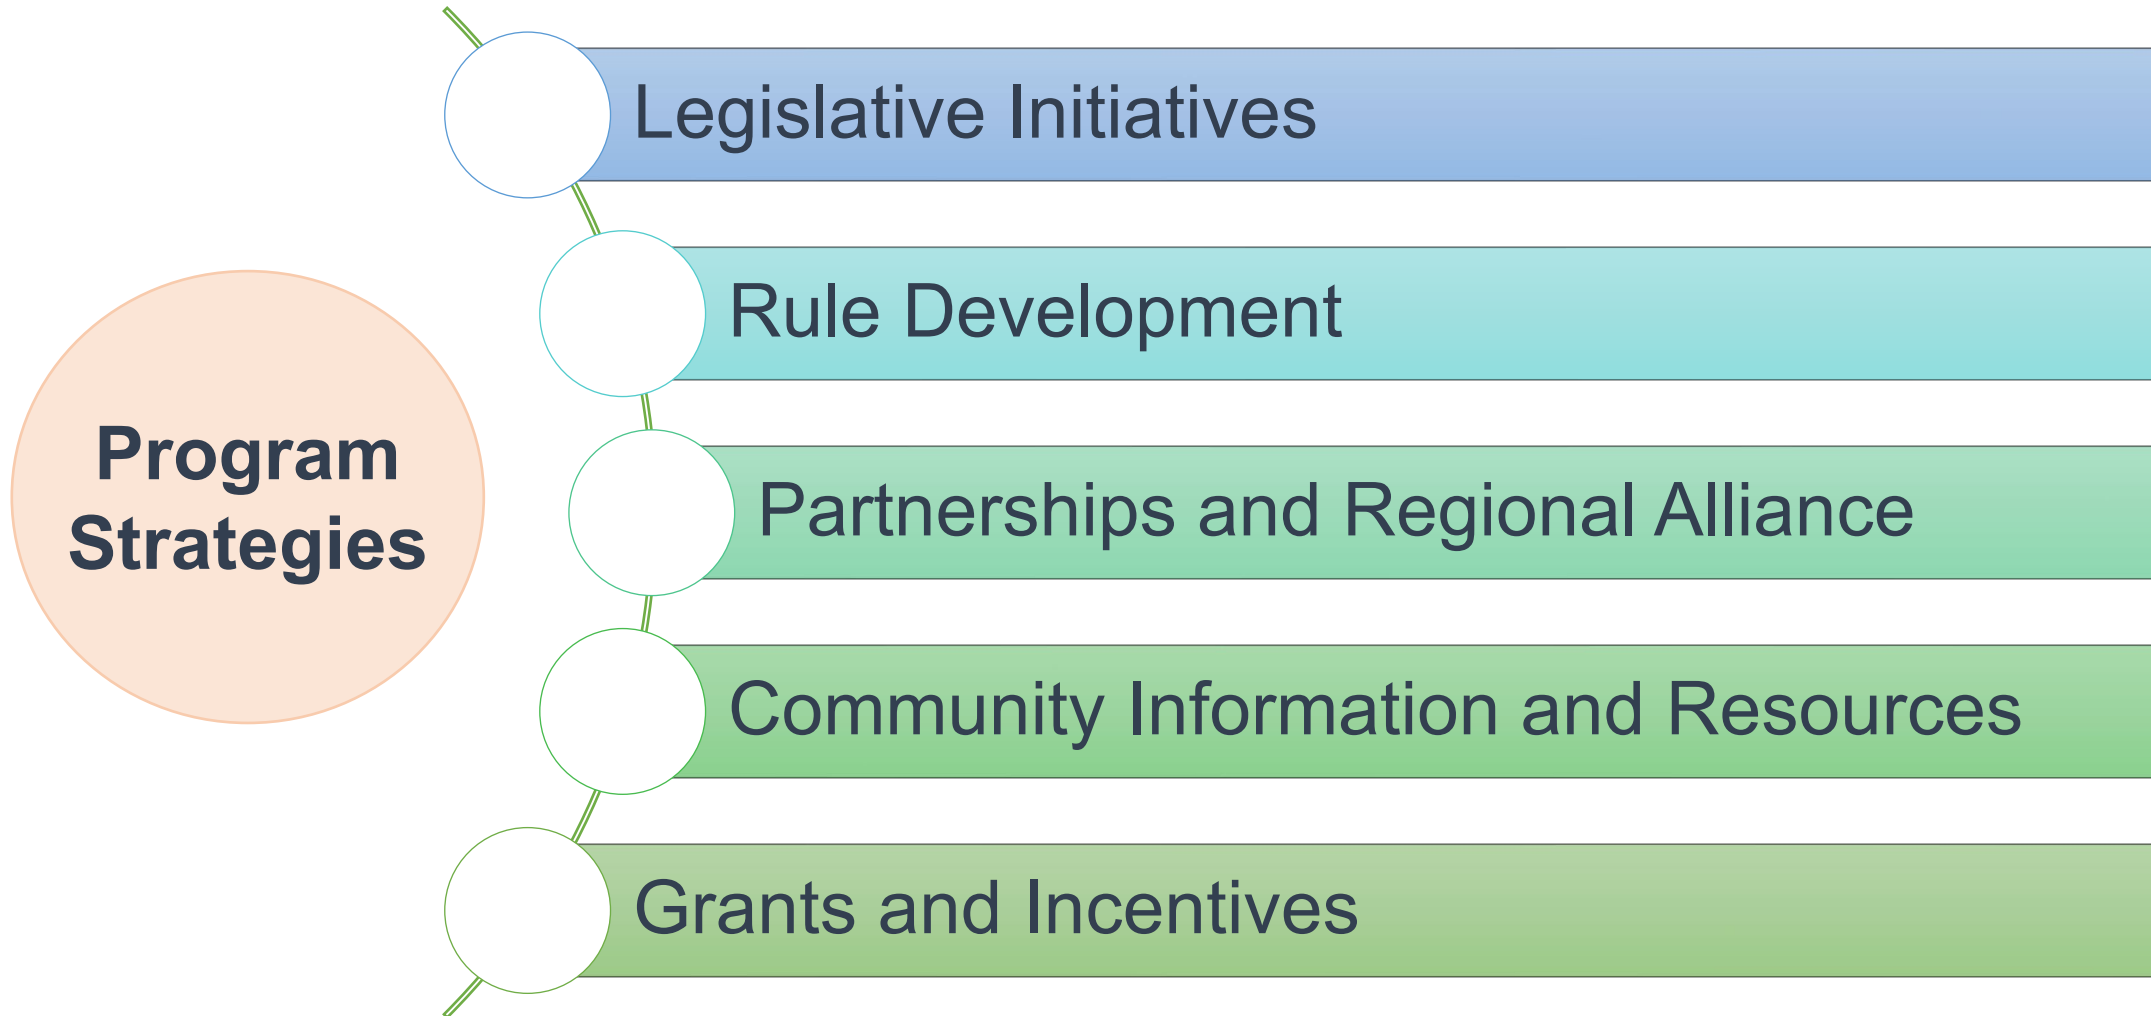 Program
Strategies
Legislative Initiatives
Rule Development
Partnerships and Regional Alliance
Community Information and Resources
Grants and Incentives